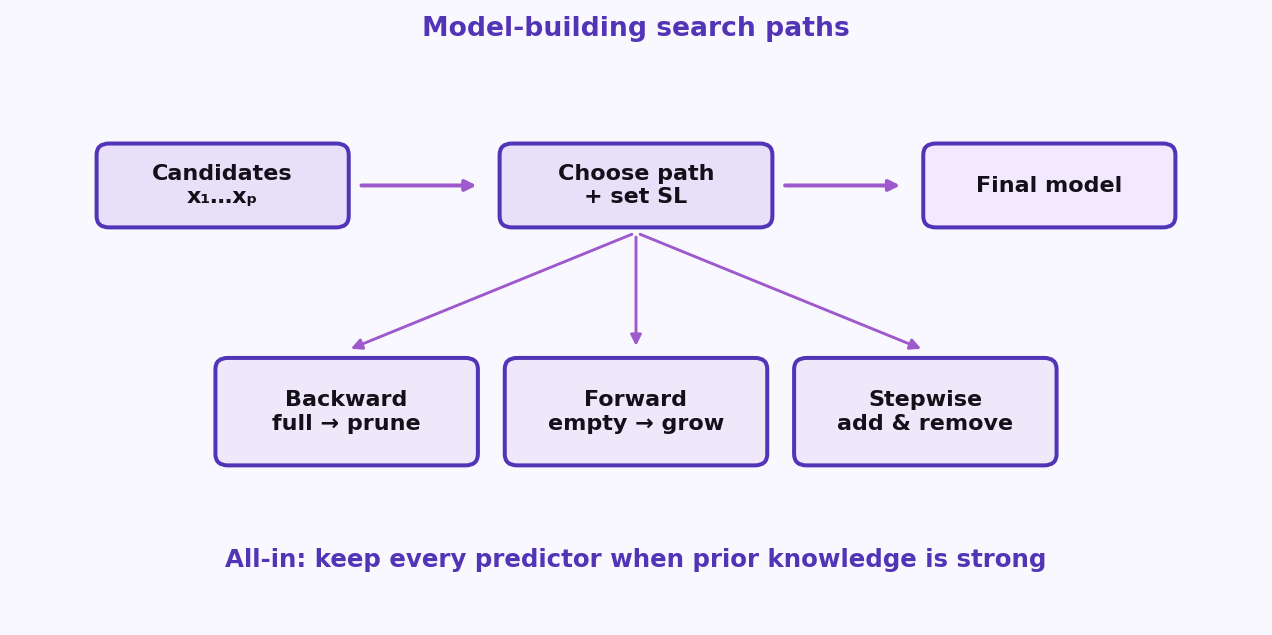 Model-building search paths
Candidates
x₁…xₚ
Choose path
+ set SL
Final model
Backward
full → prune
Forward
empty → grow
Stepwise
add & remove
All-in: keep every predictor when prior knowledge is strong